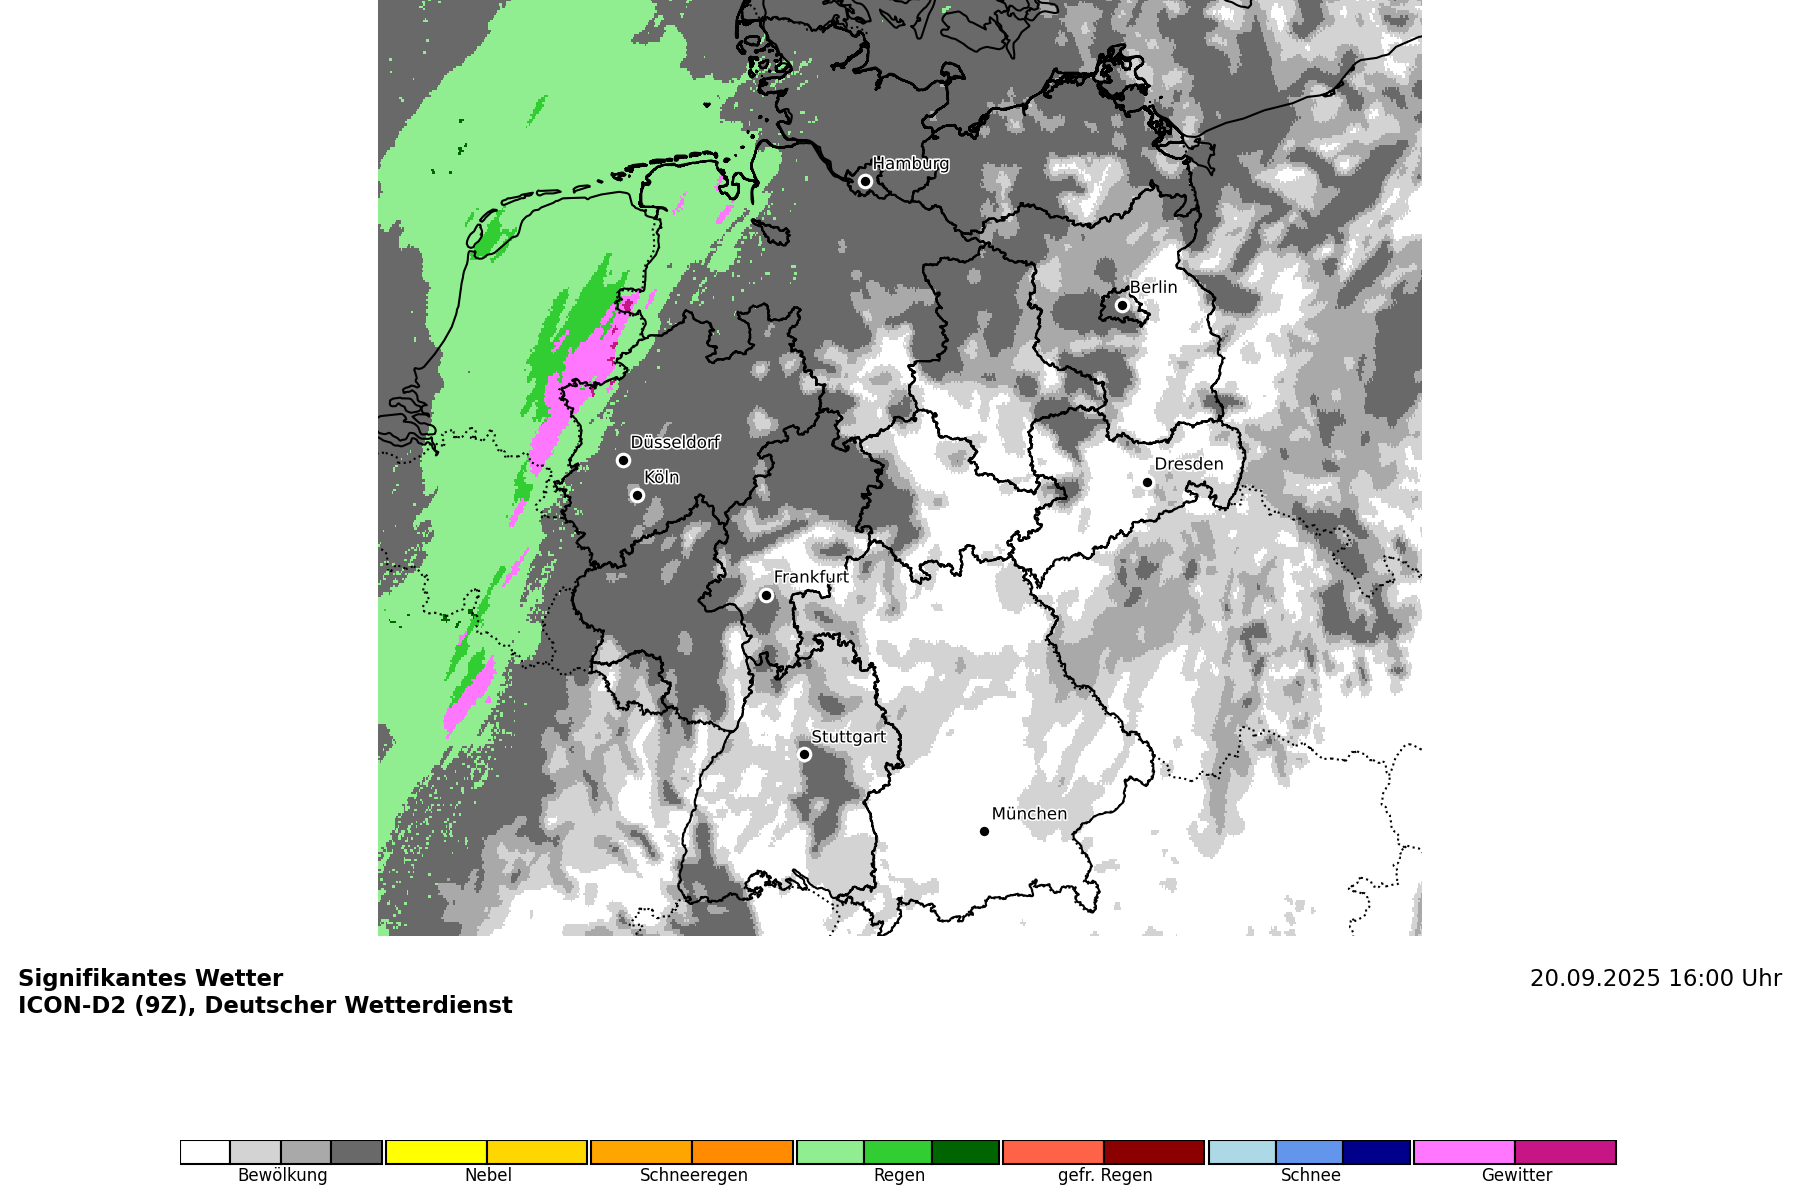 Hamburg
Berlin
Düsseldorf
Köln
Dresden
Frankfurt
Stuttgart
München
Signifikantes Wetter
20.09.2025 16:00 Uhr
ICON-D2 (9Z), Deutscher Wetterdienst
Bewölkung
Nebel
Schneeregen
Regen
gefr. Regen
Schnee
Gewitter